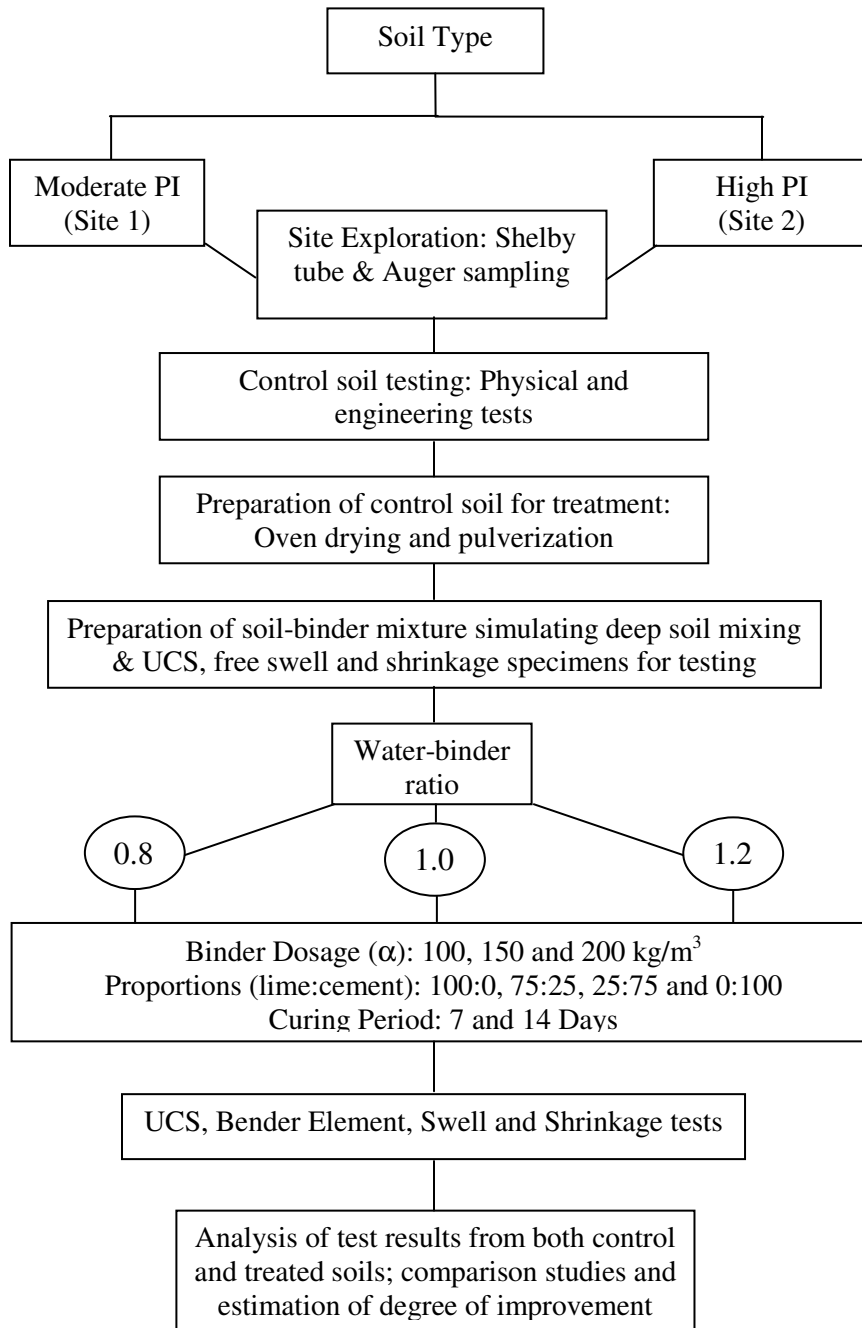 Soil Type
Moderate PI
(Site 1)
High PI
(Site 2)
Site Exploration: Shelby
tube & Auger sampling
Control soil testing: Physical and
engineering tests
Preparation of control soil for treatment:
Oven drying and pulverization
Preparation of soil-binder mixture simulating deep soil mixing
& UCS, free swell and shrinkage specimens for testing
Water-binder
ratio
0.8
1.0
1.2
Binder Dosage (α): 100, 150 and 200 kg/m³
Proportions (lime:cement): 100:0, 75:25, 25:75 and 0:100
Curing Period: 7 and 14 Days
UCS, Bender Element, Swell and Shrinkage tests
Analysis of test results from both control
and treated soils; comparison studies and
estimation of degree of improvement